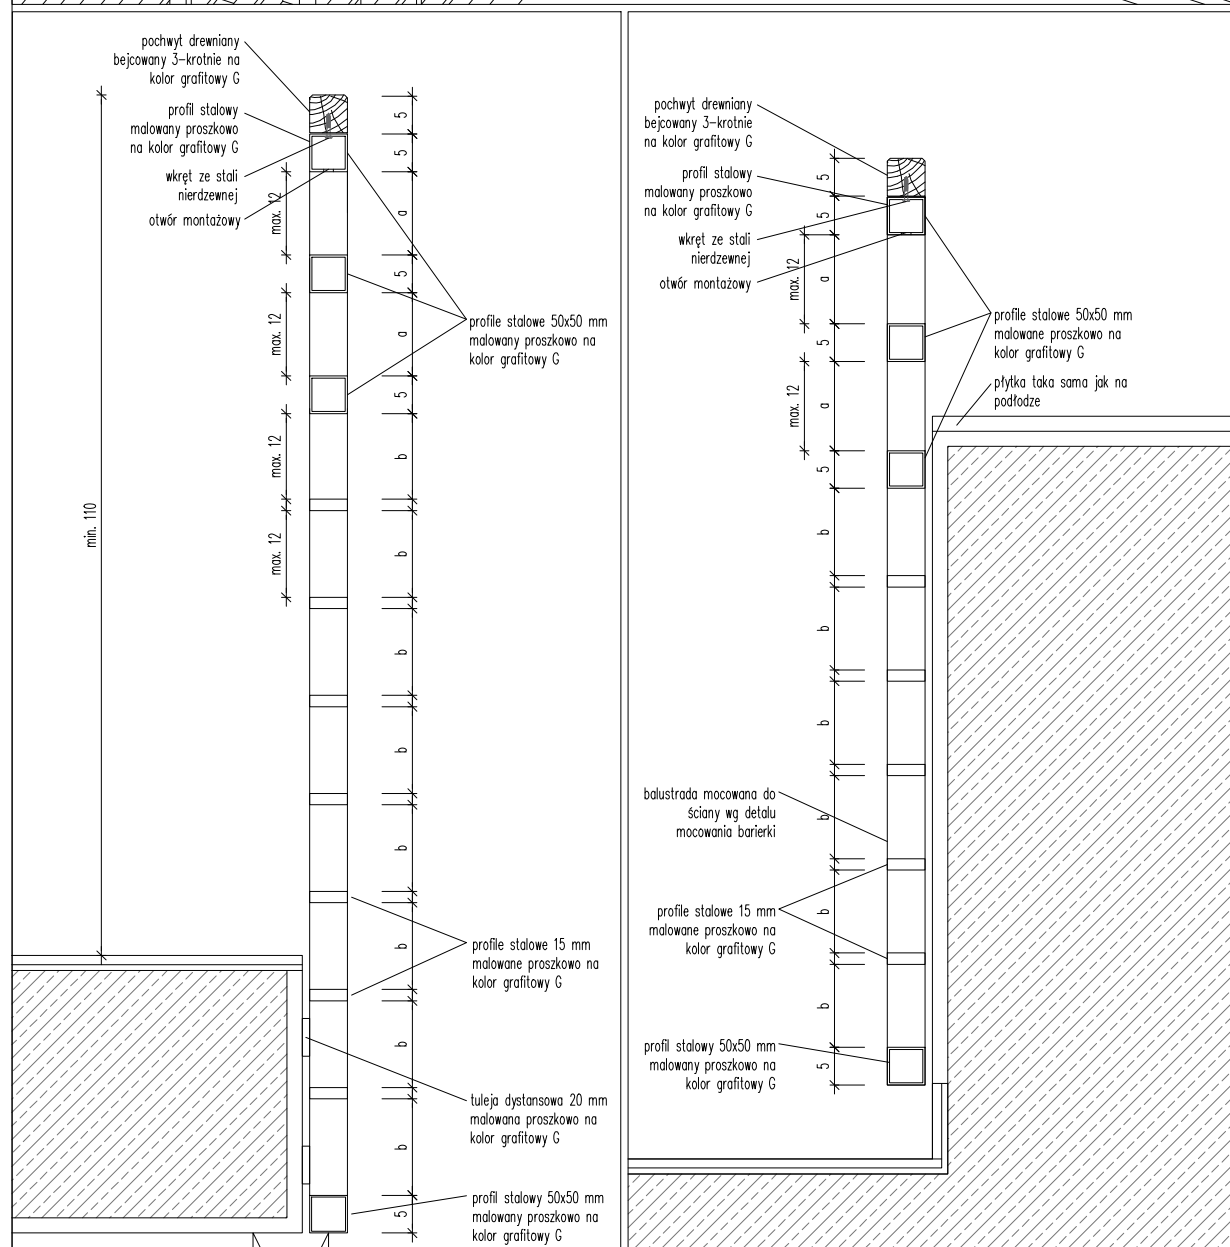 pochwyt drewniany
bejcowany 3-krotnie na
kolor grafitowy G
profil stalowy
malowany proszkowo
na kolor grafitowy G
wkręt ze stali
nierdzewnej
otwór montażowy
max. 12
max. 12
max. 12
max. 12
min. 110
5
5
a
5
a
5
b
b
b
b
b
b
b
b
5
profile stalowe 50x50 mm
malowany proszkowo na
kolor grafitowy G
profile stalowe 15 mm
malowane proszkowo na
kolor grafitowy G
tuleja dystansowa 20 mm
malowana proszkowo na
kolor grafitowy G
profil stalowy 50x50 mm
malowany proszkowo na
kolor grafitowy G
pochwyt drewniany
bejcowany 3-krotnie
na kolor grafitowy G
profil stalowy
malowany proszkowo
na kolor grafitowy G
wkręt ze stali
nierdzewnej
otwór montażowy
max. 12
max. 12
5
5
a
5
a
5
b
b
b
b
b
b
5
profile stalowe 50x50 mm
malowane proszkowo na
kolor grafitowy G
płytka taka sama jak na
podłodze
balustrada mocowana do
ściany wg detalu
mocowania barierki
profile stalowe 15 mm
malowane proszkowo na
kolor grafitowy G
profil stalowy 50x50 mm
malowany proszkowo na
kolor grafitowy G